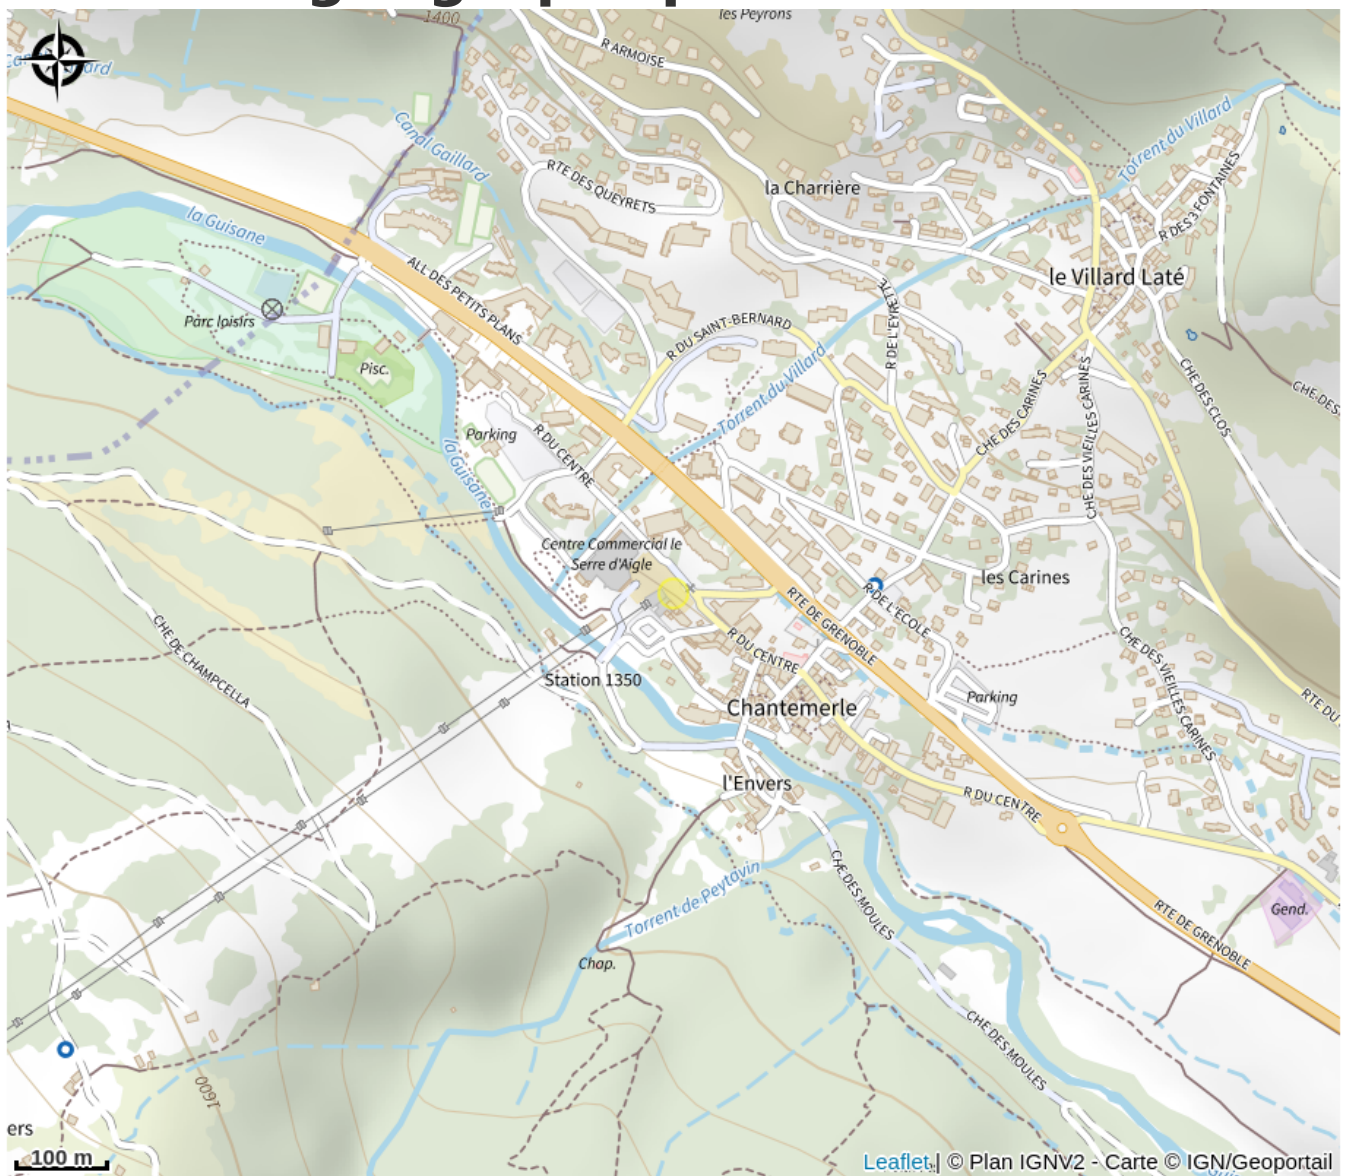 les Peyrons
1400
R ARMOISE
Canal Gaillard
Torrent du Villard
RTE DES QUEYRETS
la Charrière
R DES 3 FONTAINES
la Guisane
ALL DES PETITS PLANS
le Villard Laté
R DE L'EYRETTE
R DU SAINT-BERNARD
Parc loisirs
Pisc.
Torrent du Villard
CHE DES CARINES
CHE DES VIEILLES CARINES
CHE DES CLOS
CHE DES
Parking
R DU CENTRE
la Guisane
Centre Commercial le
Serre d'Aigle
les Carines
RTE DE GRENOBLE
R DE L'ECOLE
CHE DE CHAMPCELLA
R DU CENTRE
CHE DES VIEILLES CARINES
Station 1350
Parking
Chantemerle
RTE DU
l'Envers
R DU CENTRE
CHE DES MOULES
Torrent de Peytavin
Gend.
RTE DE GRENOBLE
Chap.
CHE DES MOULES
1600
ers
100 m
Leaflet | © Plan IGNV2 - Carte © IGN/Geoportail